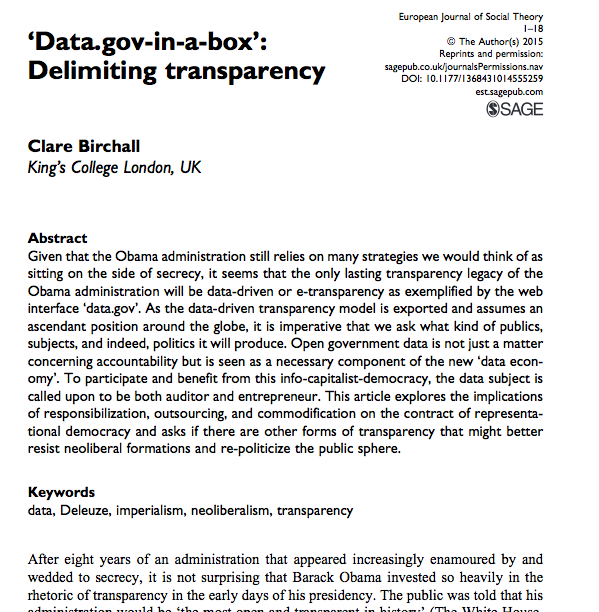 'Data.gov-in-a-box':
Delimiting transparency
European Journal of Social Theory
1–18
© The Author(s) 2015
Reprints and permission:
sagepub.co.uk/journalsPermissions.nav
DOI: 10.1177/1368431014555259
est.sagepub.com
SAGE
Clare Birchall
King's College London, UK
Abstract
Given that the Obama administration still relies on many strategies we would think of as
sitting on the side of secrecy, it seems that the only lasting transparency legacy of the
Obama administration will be data-driven or e-transparency as exemplified by the web
interface 'data.gov'. As the data-driven transparency model is exported and assumes an
ascendant position around the globe, it is imperative that we ask what kind of publics,
subjects, and indeed, politics it will produce. Open government data is not just a matter
concerning accountability but is seen as a necessary component of the new 'data econ-
omy'. To participate and benefit from this info-capitalist-democracy, the data subject is
called upon to be both auditor and entrepreneur. This article explores the implications
of responsibilization, outsourcing, and commodification on the contract of representa-
tional democracy and asks if there are other forms of transparency that might better
resist neoliberal formations and re-politicize the public sphere.
Keywords
data, Deleuze, imperialism, neoliberalism, transparency
After eight years of an administration that appeared increasingly enamoured by and
wedded to secrecy, it is not surprising that Barack Obama invested so heavily in the
rhetoric of transparency in the early days of his presidency. The public was told that his
administration would be 'the most open and transparent in history' (The White House,